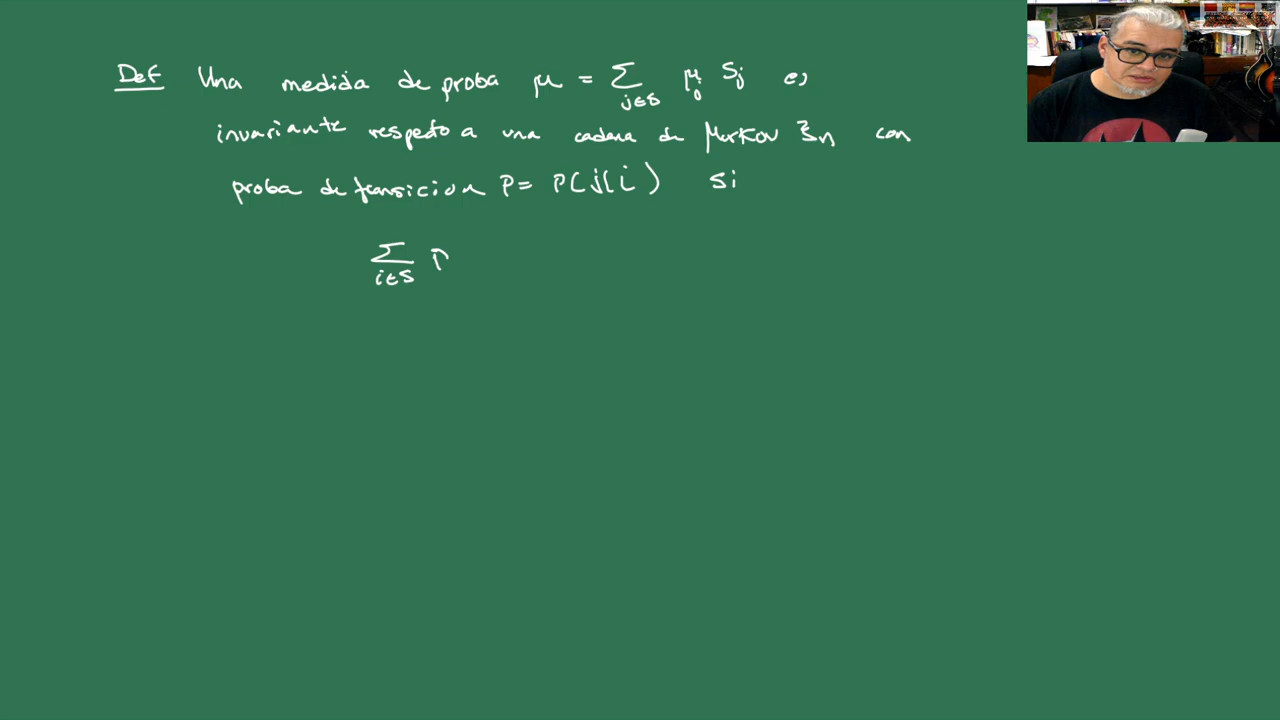 Def Una medida de proba μ = Σ_{j∈S} μ_j δ_j es
invariante respecto a una cadena de Markov ξ_n con
proba de transicion P = P(j|i) si
Σ_{i∈S} P